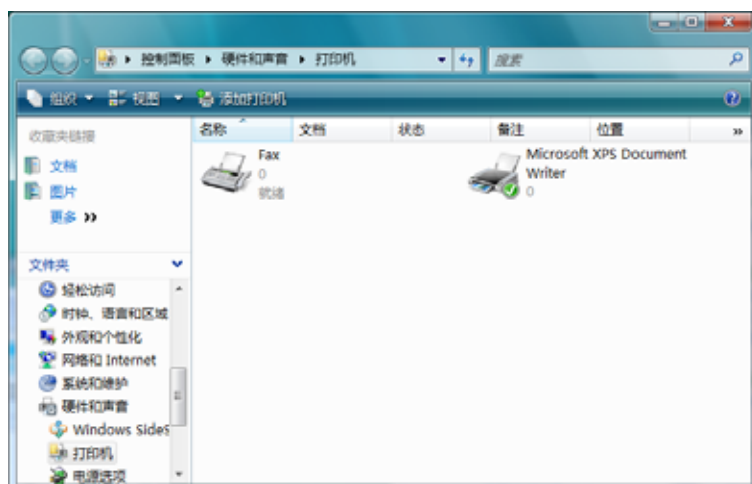 控制面板 硬件和声音 打印机
搜索
组织 视图 添加打印机
收藏夹链接
文档
图片
更多 >>
文件夹
轻松访问
时钟、语言和区域
外观和个性化
网络和 Internet
系统和维护
硬件和声音
Windows SideS
打印机
电源选项
名称 文档 状态 备注 位置 »
Fax
0
就绪
Microsoft XPS Document
Writer
0